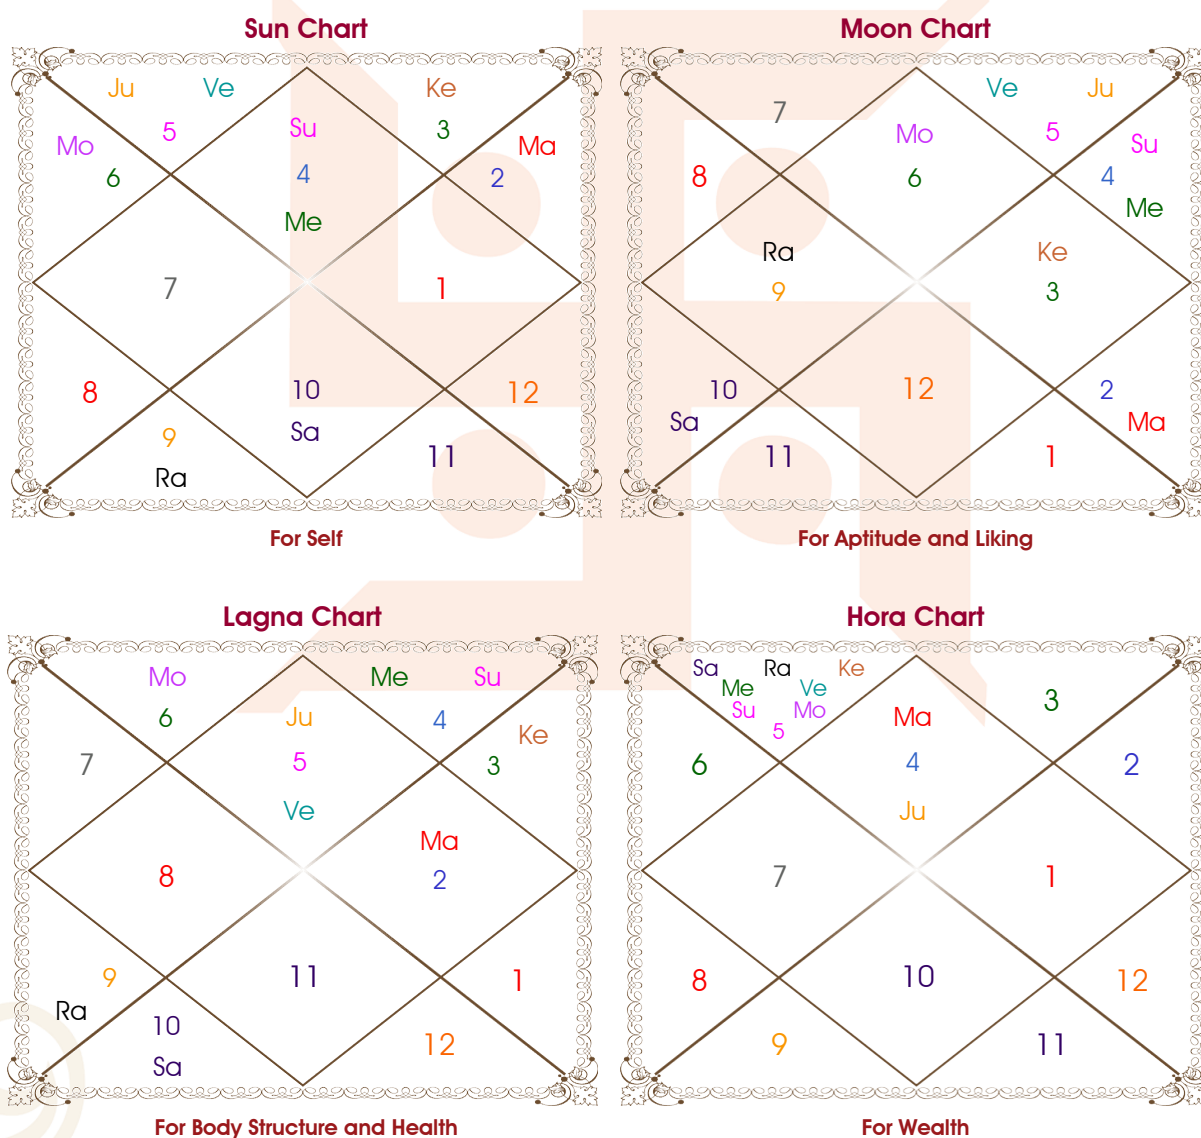 Sun Chart
Ju Ve Ke
5 Su 3
Mo Ma
6 4 2
Me
7 1
8 10 12
9 Sa
11
Ra
For Self
Moon Chart
Ve Ju
7 5
Mo Su
8 6 4
Me
Ra Ke
9 3
10 12 2
Sa Ma
11 1
For Aptitude and Liking
Lagna Chart
Mo Me Su
6 Ju 4
Ke
7 5 3
Ve
Ma
8 2
9 11 1
Ra
10 12
Sa
For Body Structure and Health
Hora Chart
Sa Ra Ke
Me Ve
Su Mo Ma 3
5
6 4 2
Ju
7 1
8 10 12
9 11
For Wealth